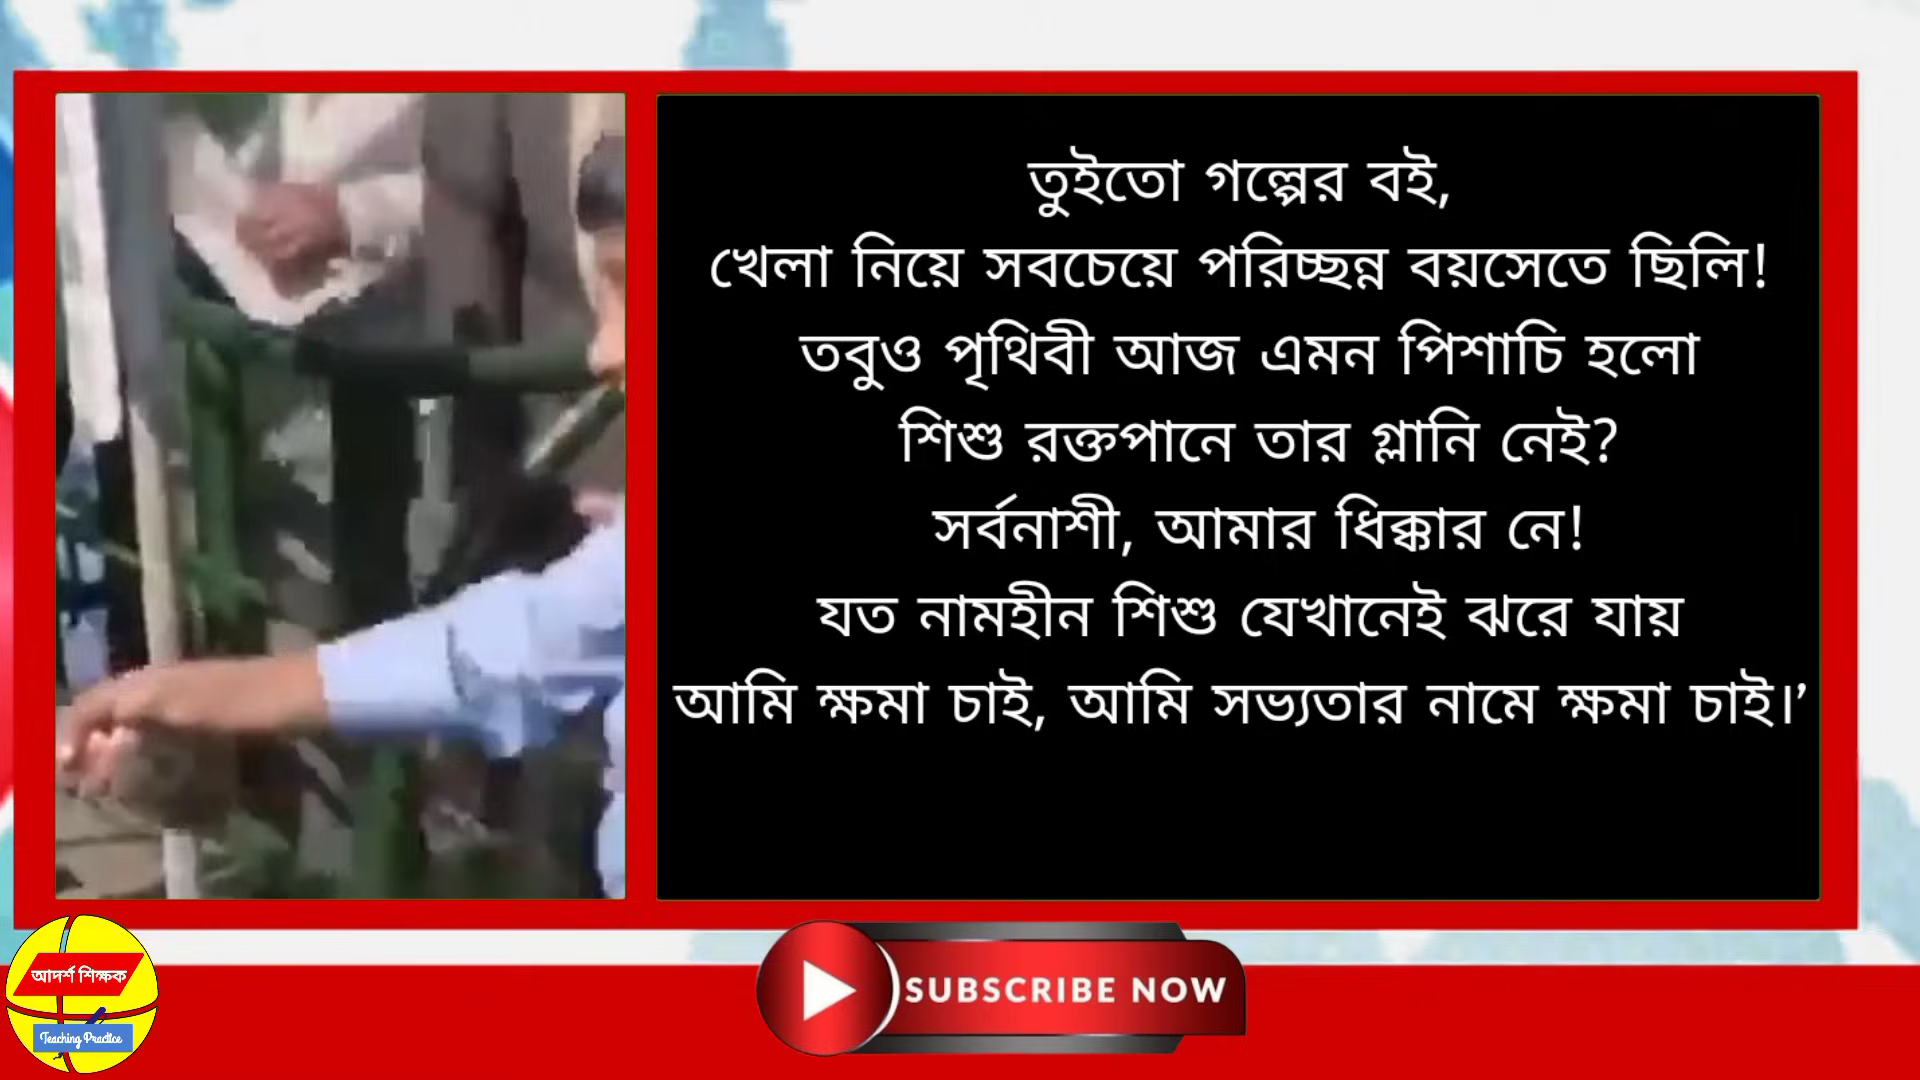 তুইতো গল্পের বই,
খেলা নিয়ে সবচেয়ে পরিচ্ছন্ন বয়সেতে ছিলি!
তবুও পৃথিবী আজ এমন পিশাচি হলো
শিশু রক্তপানে তার গ্লানি নেই?
সর্বনাশী, আমার ধিক্কার নে!
যত নামহীন শিশু যেখানেই ঝরে যায়
আমি ক্ষমা চাই, আমি সভ্যতার নামে ক্ষমা চাই।’
আদর্শ শিক্ষক
Teaching Practice
SUBSCRIBE NOW